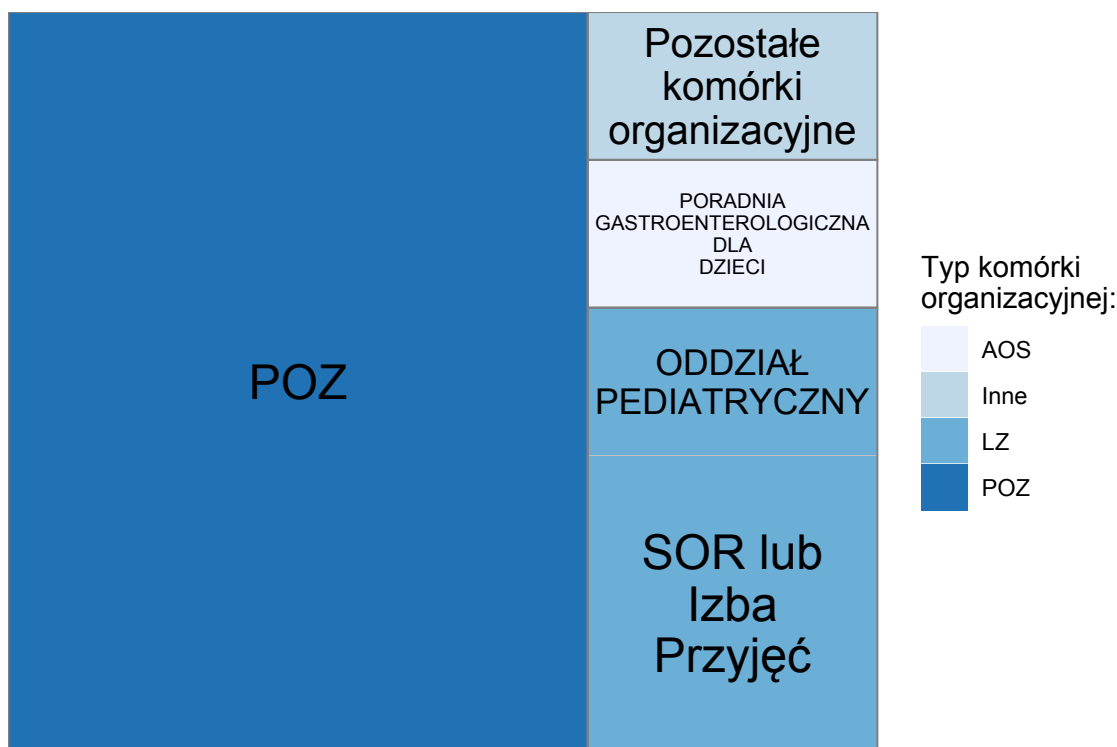 POZ
Pozostałe
komórki
organizacyjne
PORADNIA
GASTROENTEROLOGICZNA
DLA
DZIECI
ODDZIAŁ
PEDIATRYCZNY
SOR lub
Izba
Przyjęć
Typ komórki
organizacyjnej:
AOS
Inne
LZ
POZ